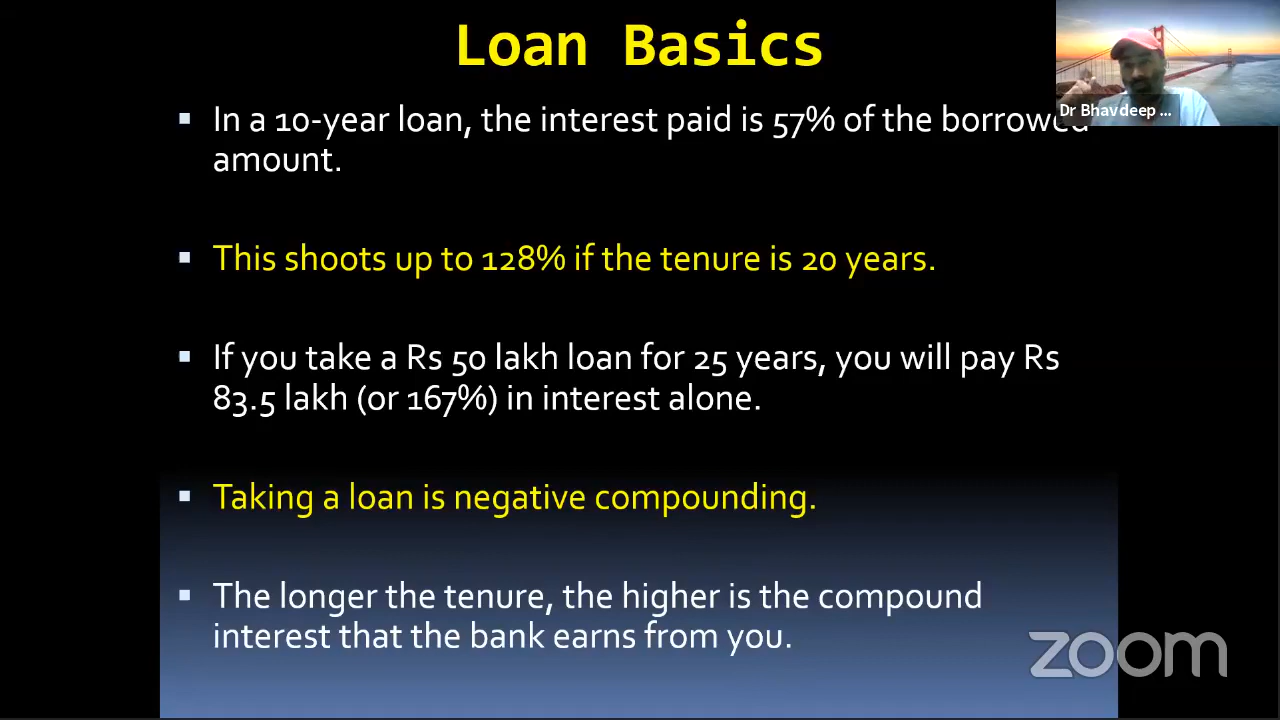 Loan Basics
Dr Bhavdeep ...
▪ In a 10-year loan, the interest paid is 57% of the borrowed
amount.
▪ This shoots up to 128% if the tenure is 20 years.
▪ If you take a Rs 50 lakh loan for 25 years, you will pay Rs
83.5 lakh (or 167%) in interest alone.
▪ Taking a loan is negative compounding.
▪ The longer the tenure, the higher is the compound
interest that the bank earns from you.
zoom